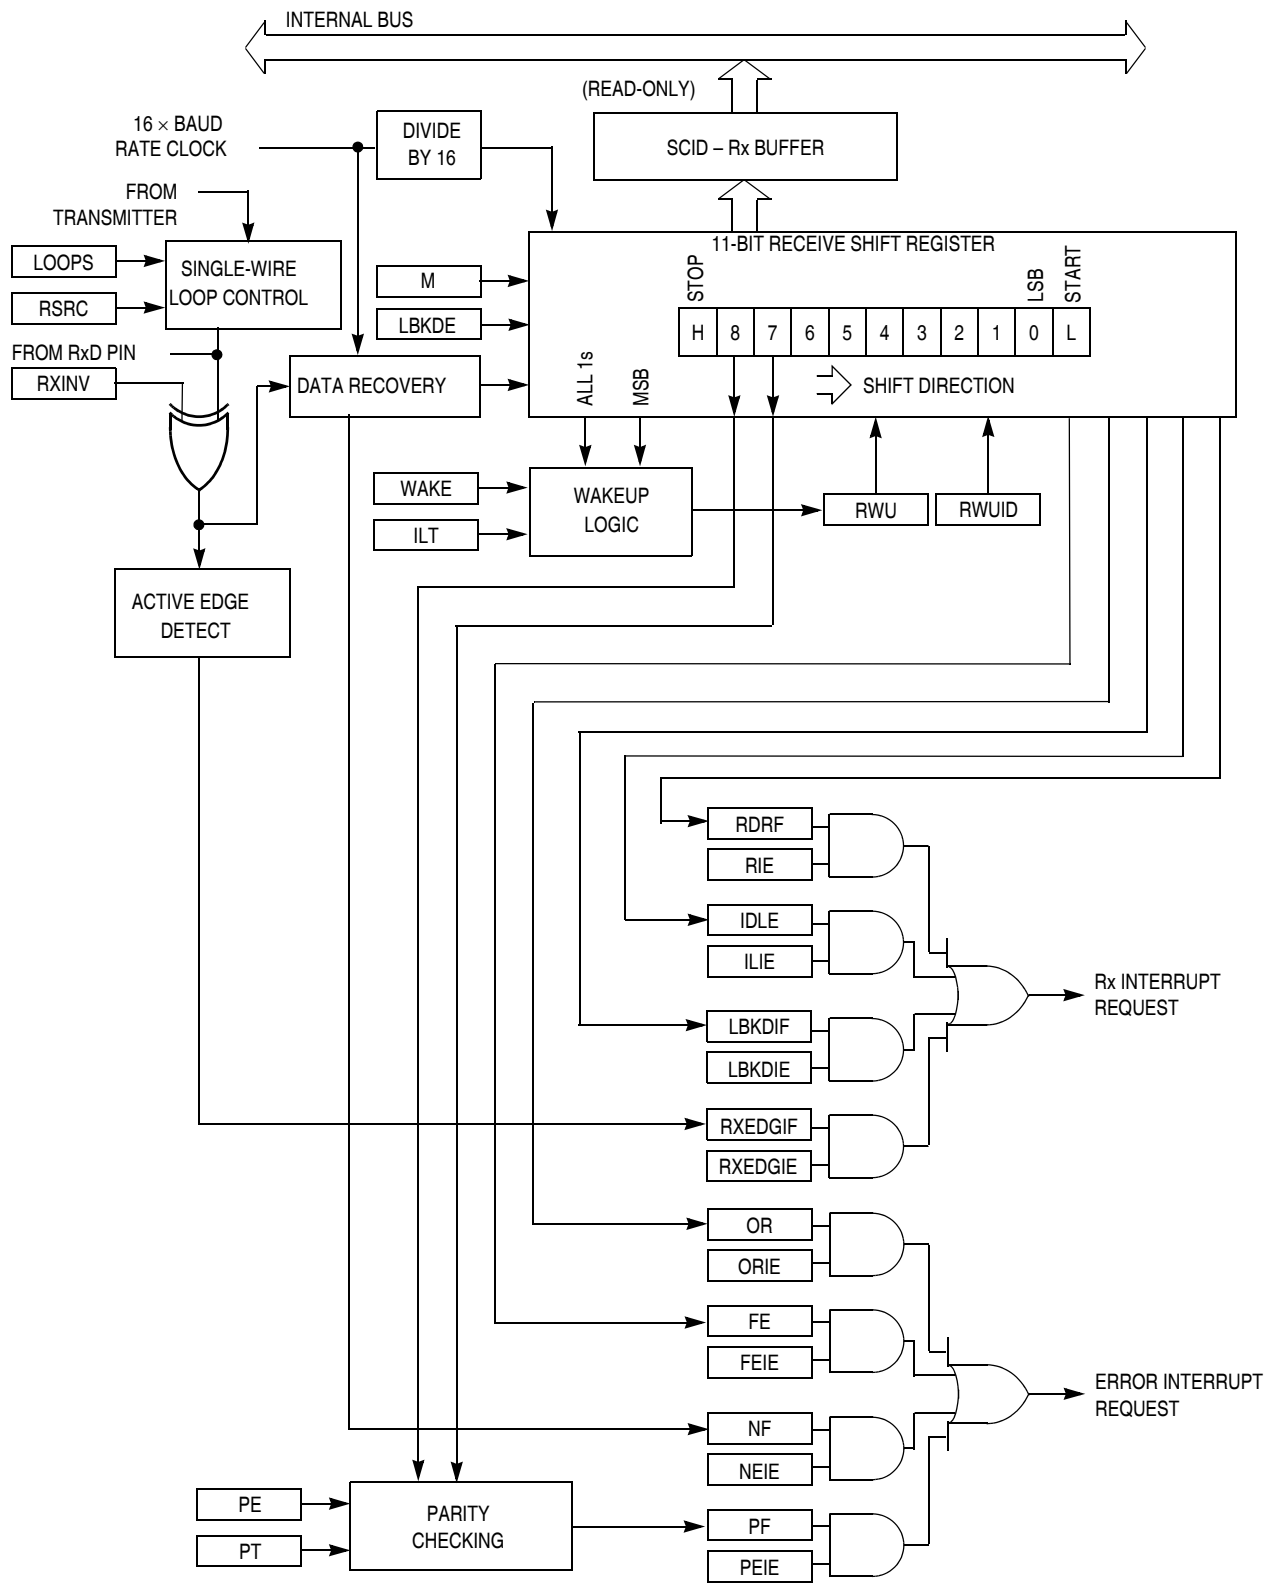 INTERNAL BUS
(READ-ONLY)
16 × BAUD
RATE CLOCK
DIVIDE
BY 16
SCID – Rx BUFFER
FROM
TRANSMITTER
11-BIT RECEIVE SHIFT REGISTER
LOOPS
SINGLE-WIRE
LOOP CONTROL
RSRC
M
LBKDE
STOP
LSB
START
H 8 7 6 5 4 3 2 1 0 L
FROM RxD PIN
RXINV
DATA RECOVERY
ALL 1s
MSB
SHIFT DIRECTION
WAKE
ILT
WAKEUP
LOGIC
RWU
RWUID
ACTIVE EDGE
DETECT
RDRF
RIE
IDLE
ILIE
Rx INTERRUPT
REQUEST
LBKDIF
LBKDIE
RXEDGIF
RXEDGIE
OR
ORIE
FE
FEIE
ERROR INTERRUPT
REQUEST
NF
NEIE
PE
PT
PARITY
CHECKING
PF
PEIE